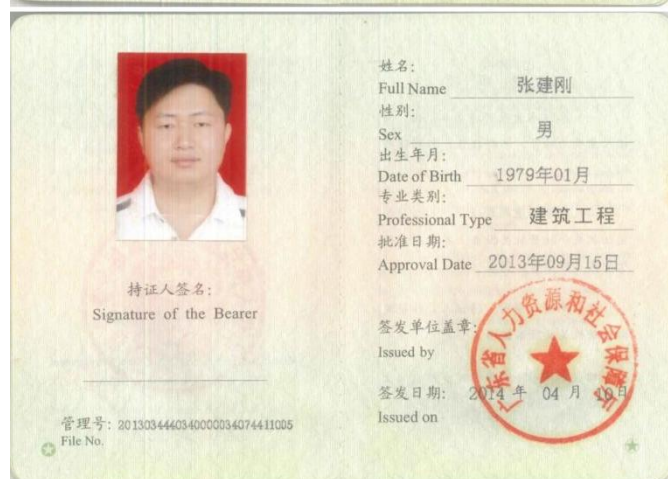 持证人签名:
Signature of the Bearer
管理号: 2013034440340000034074411005
File No.
姓名:
Full Name 张建刚
性别:
Sex 男
出生年月:
Date of Birth 1979年01月
专业类别:
Professional Type 建筑工程
批准日期:
Approval Date 2013年09月15日
签发单位盖章:
Issued by
广东省人力资源和社会保障厅
签发日期: 2014 年 04 月 10日
Issued on